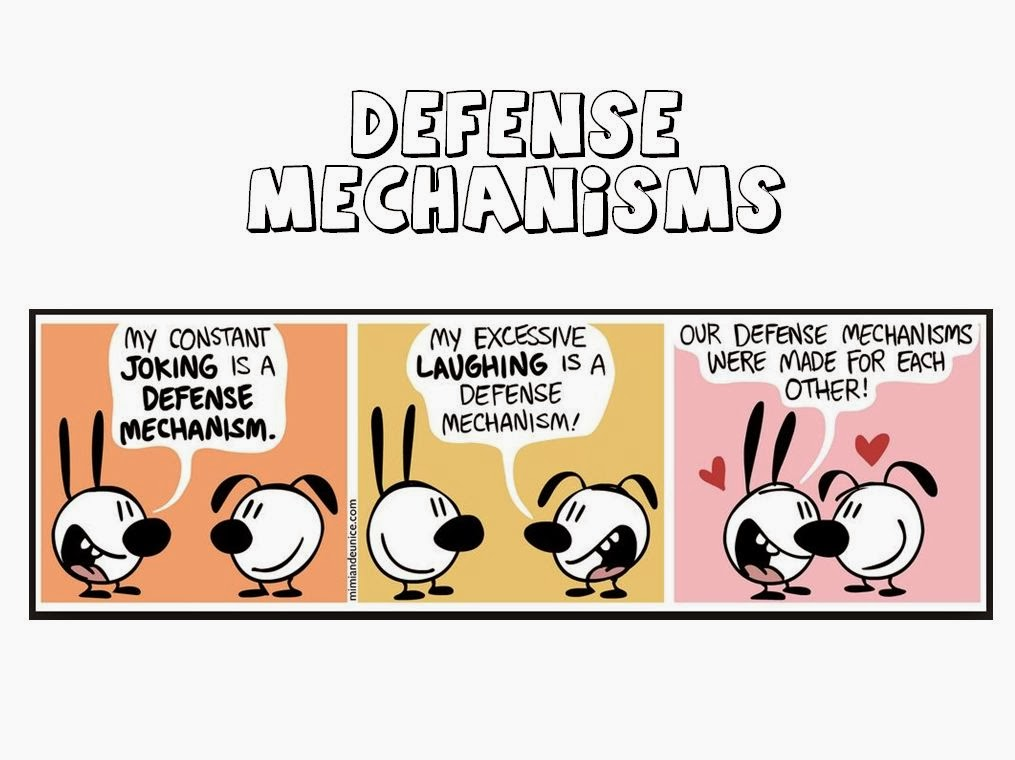 DEFENSE
MECHANiSMS
MY CONSTANT
JOKING IS A
DEFENSE
MECHANISM.
mimiandeunice.com
MY EXCESSIVE
LAUGHING IS A
DEFENSE
MECHANISM!
OUR DEFENSE MECHANISMS
WERE MADE FOR EACH
OTHER!